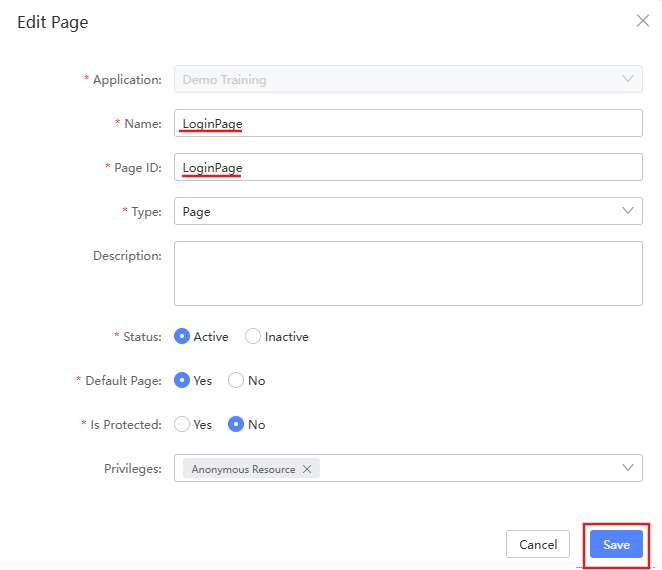 Edit Page
* Application: Demo Training
* Name: LoginPage
* Page ID: LoginPage
* Type: Page
Description:
* Status: Active Inactive
* Default Page: Yes No
* Is Protected: Yes No
Privileges: Anonymous Resource
Cancel Save